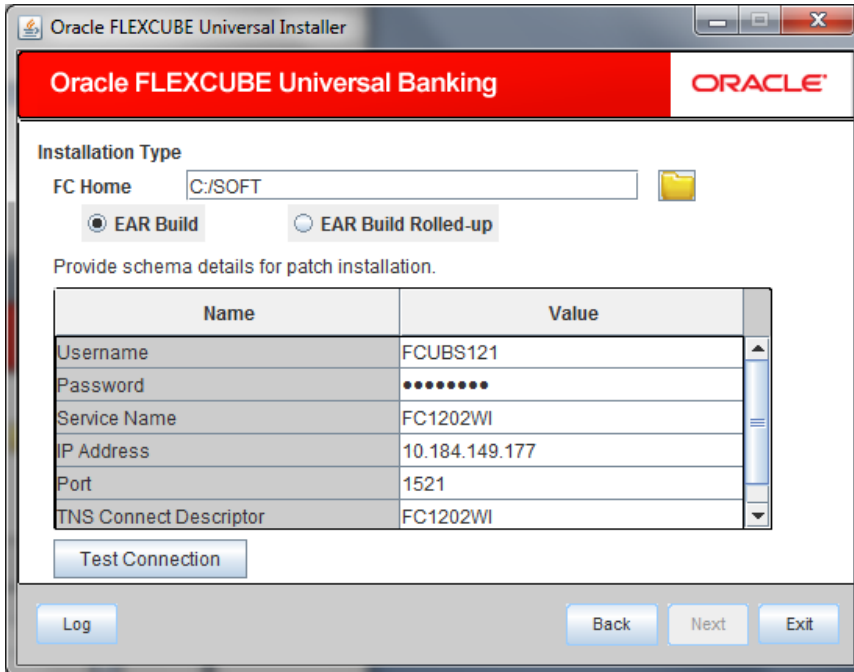 Oracle FLEXCUBE Universal Installer
Oracle FLEXCUBE Universal Banking
ORACLE
Installation Type
FC Home C:/SOFT
EAR Build EAR Build Rolled-up
Provide schema details for patch installation.
Name Value
Username FCUBS121
Password ••••••••
Service Name FC1202WI
IP Address 10.184.149.177
Port 1521
TNS Connect Descriptor FC1202WI
Test Connection
Log Back Next Exit